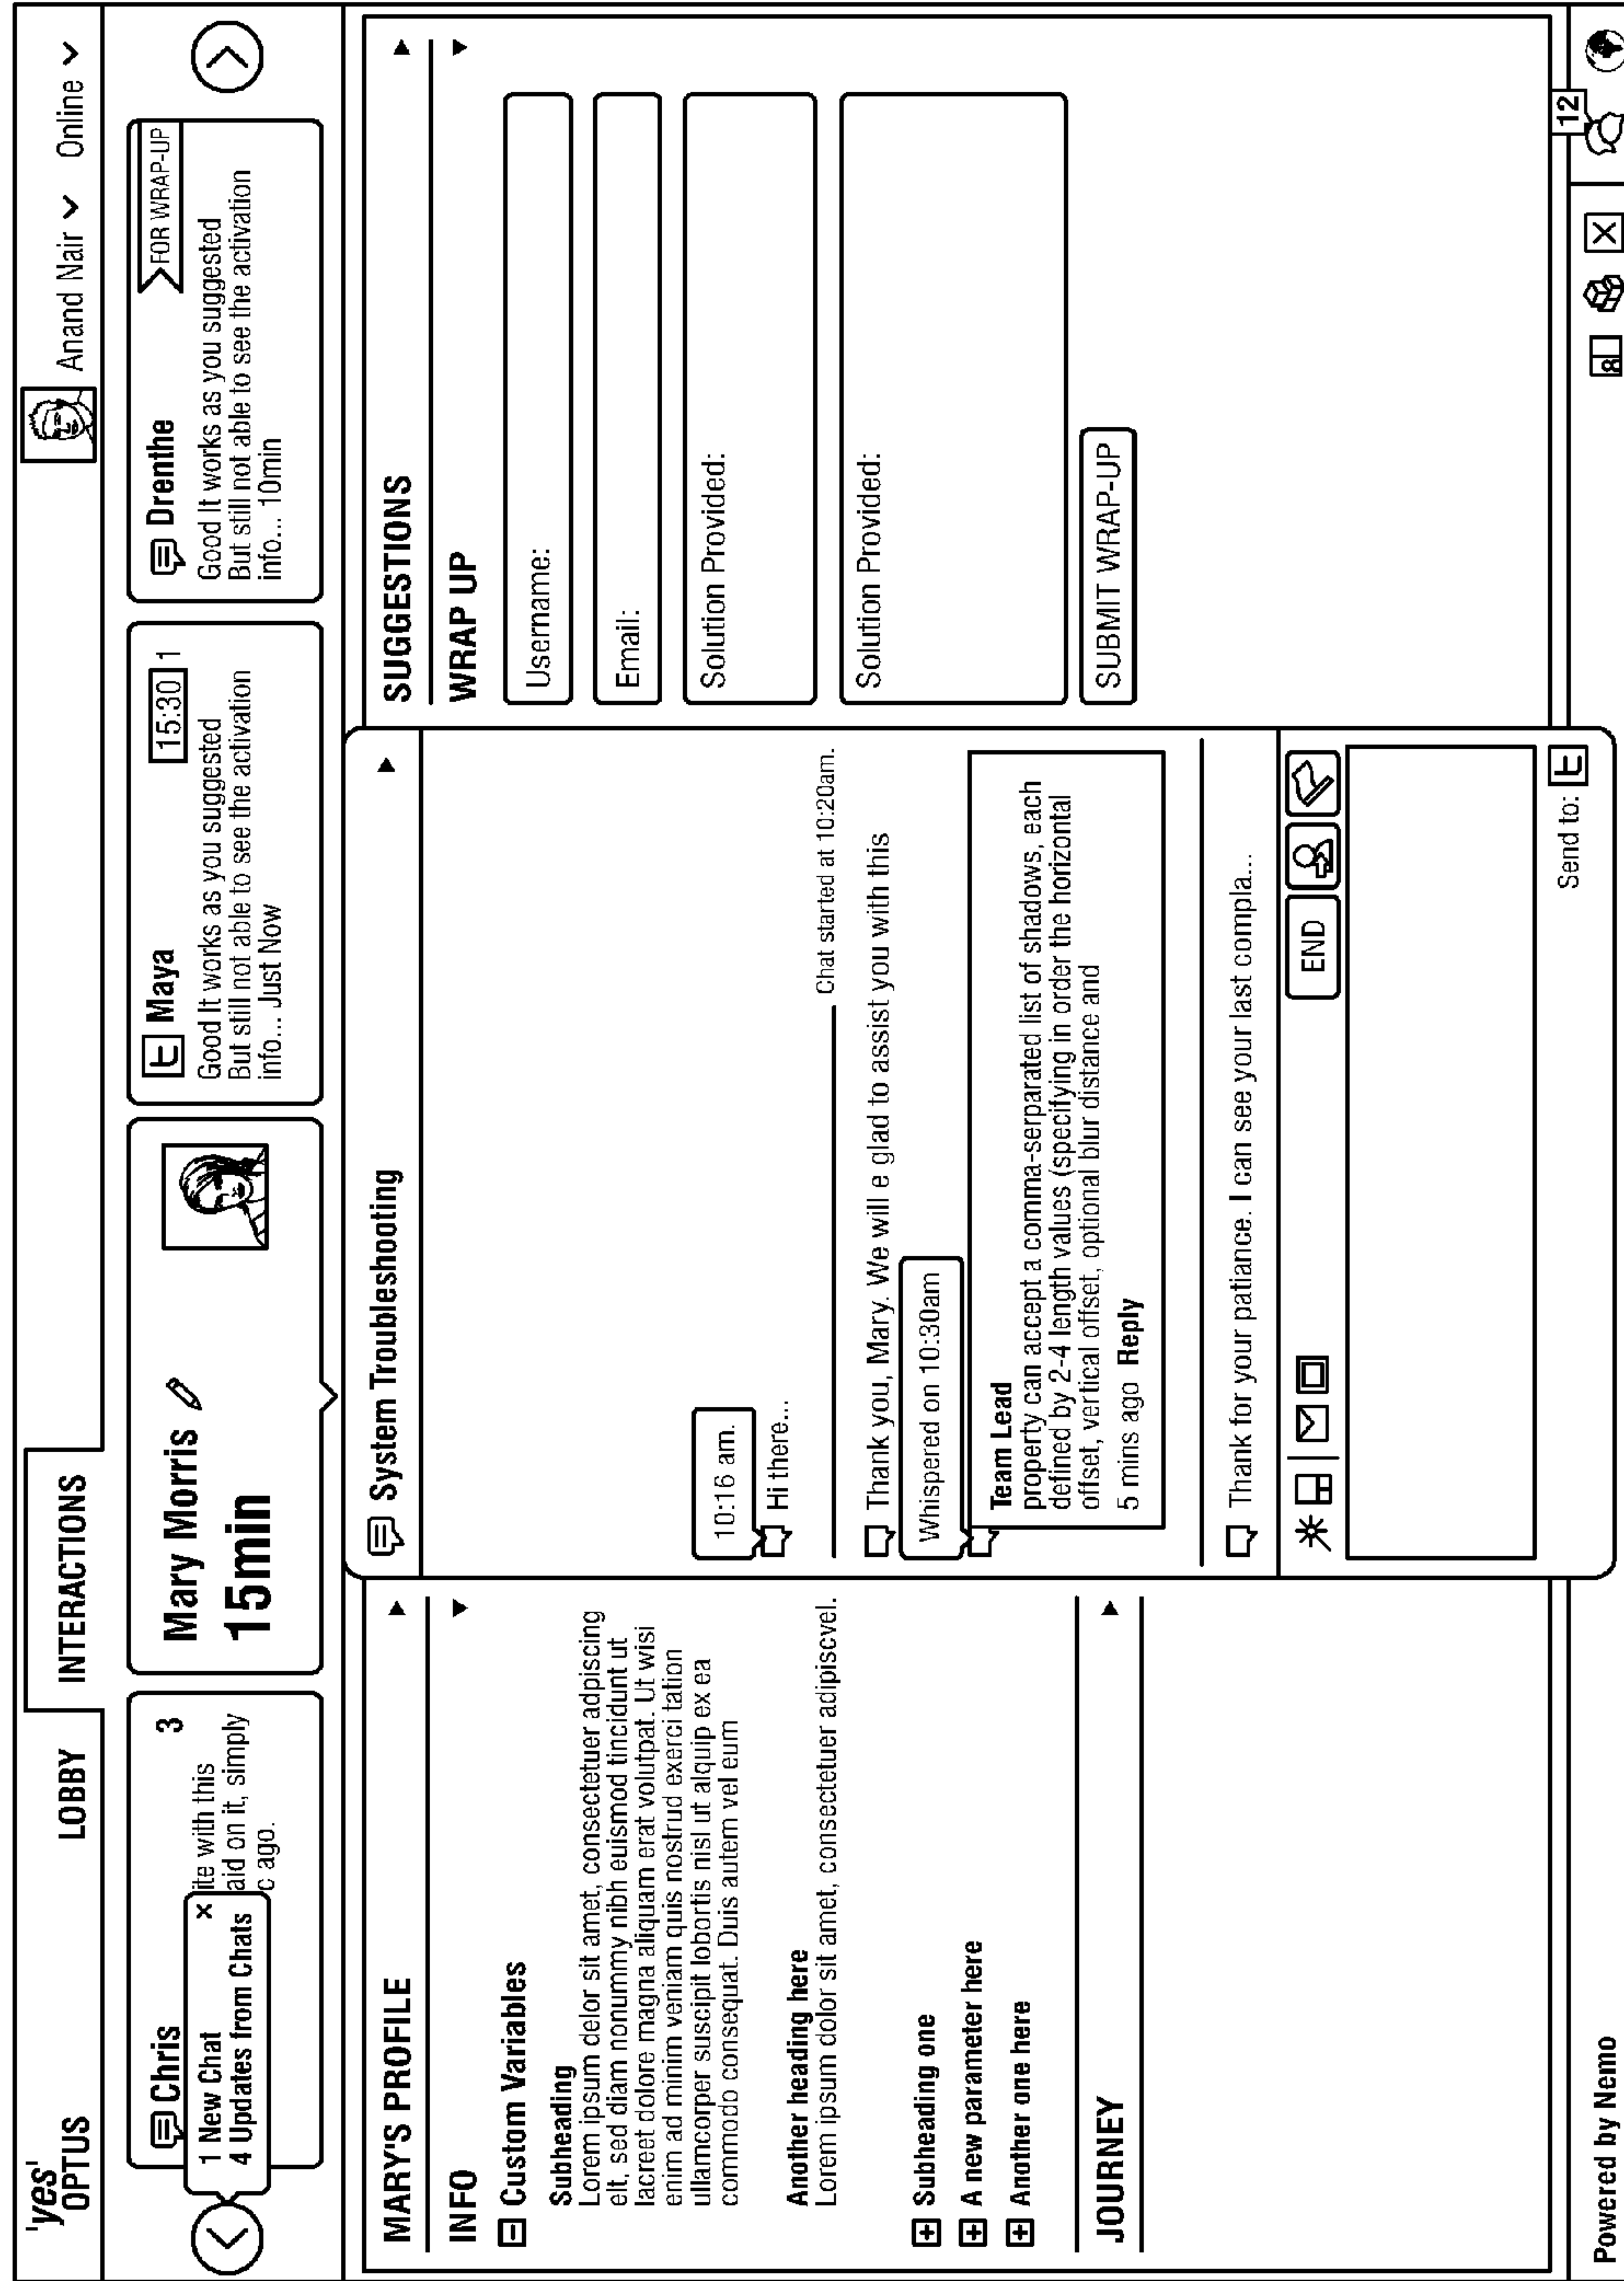 'yes'
OPTUS
LOBBY
INTERACTIONS
Anand Nair
Online
Chris
3
ite with this
aid on it, simply
c ago.
1 New Chat
×
4 Updates from Chats
Mary Morris
15min
Maya
15:30 1
Good It works as you suggested
But still not able to see the activation
info... Just Now
Drenthe
FOR WRAP-UP
Good It works as you suggested
But still not able to see the activation
info... 10min
MARY'S PROFILE
INFO
Custom Variables
Subheading
Lorem ipsum delor sit amet, consectetuer adpiscing
elt, sed diam nonummy nibh euismod tincidunt ut
lacreet dolore magna aliquam erat volutpat. Ut wisi
enim ad minim veniam quis nostrud exerci tation
ullamcorper suscipit lobortis nisl ut alquip ex ea
commodo consequat. Duis autem vel eum
Another heading here
Lorem ipsum dolor sit amet, consectetuer adipiscvel.
Subheading one
A new parameter here
Another one here
JOURNEY
System Troubleshooting
10:16 am.
Hi there...
Chat started at 10:20am.
Thank you, Mary. We will e glad to assist you with this
Whispered on 10:30am
Team Lead
property can accept a comma-serparated list of shadows, each
defined by 2-4 length values (specifying in order the horizontal
offset, vertical offset, optional blur distance and
5 mins ago Reply
Thank for your patiance. I can see your last compla...
END
Send to: t
SUGGESTIONS
WRAP UP
Username:
Email:
Solution Provided:
Solution Provided:
SUBMIT WRAP-UP
Powered by Nemo
8
12